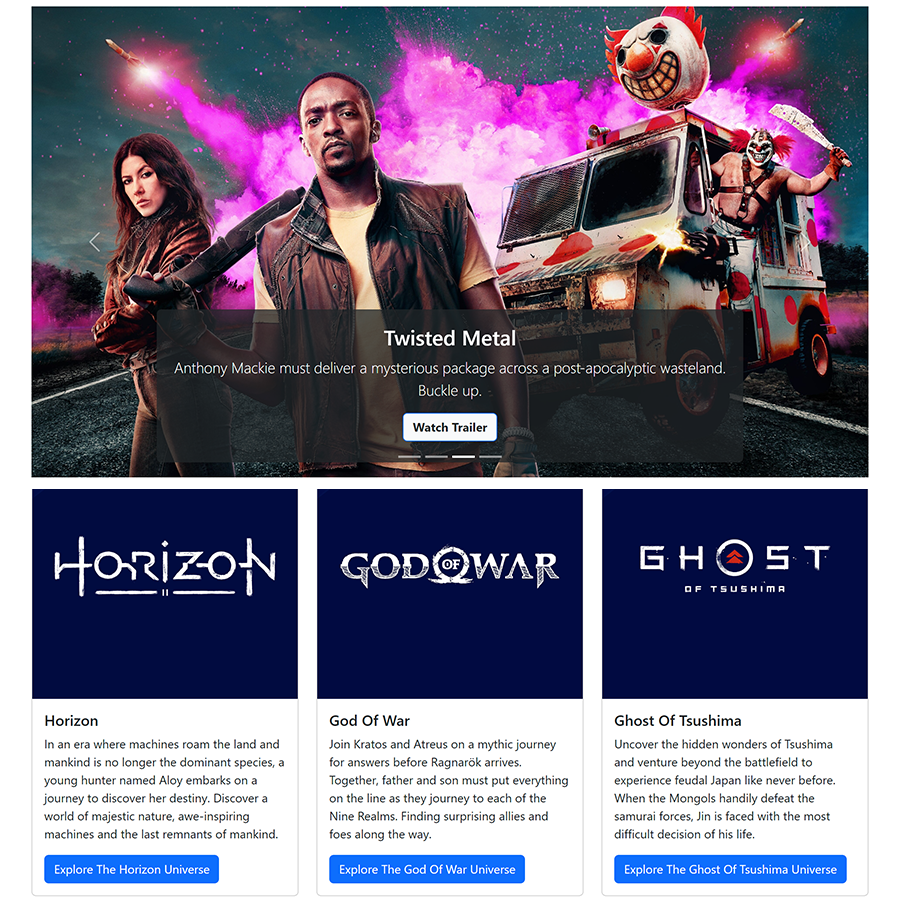 Twisted Metal
Anthony Mackie must deliver a mysterious package across a post-apocalyptic wasteland.
Buckle up.
Watch Trailer
HORIZON
GOD OF WAR
GHOST
OF TSUSHIMA
Horizon
In an era where machines roam the land and
mankind is no longer the dominant species, a
young hunter named Aloy embarks on a
journey to discover her destiny. Discover a
world of majestic nature, awe-inspiring
machines and the last remnants of mankind.
Explore The Horizon Universe
God Of War
Join Kratos and Atreus on a mythic journey
for answers before Ragnarök arrives.
Together, father and son must put everything
on the line as they journey to each of the
Nine Realms. Finding surprising allies and
foes along the way.
Explore The God Of War Universe
Ghost Of Tsushima
Uncover the hidden wonders of Tsushima
and venture beyond the battlefield to
experience feudal Japan like never before.
When the Mongols handily defeat the
samurai forces, Jin is faced with the most
difficult decision of his life.
Explore The Ghost Of Tsushima Universe